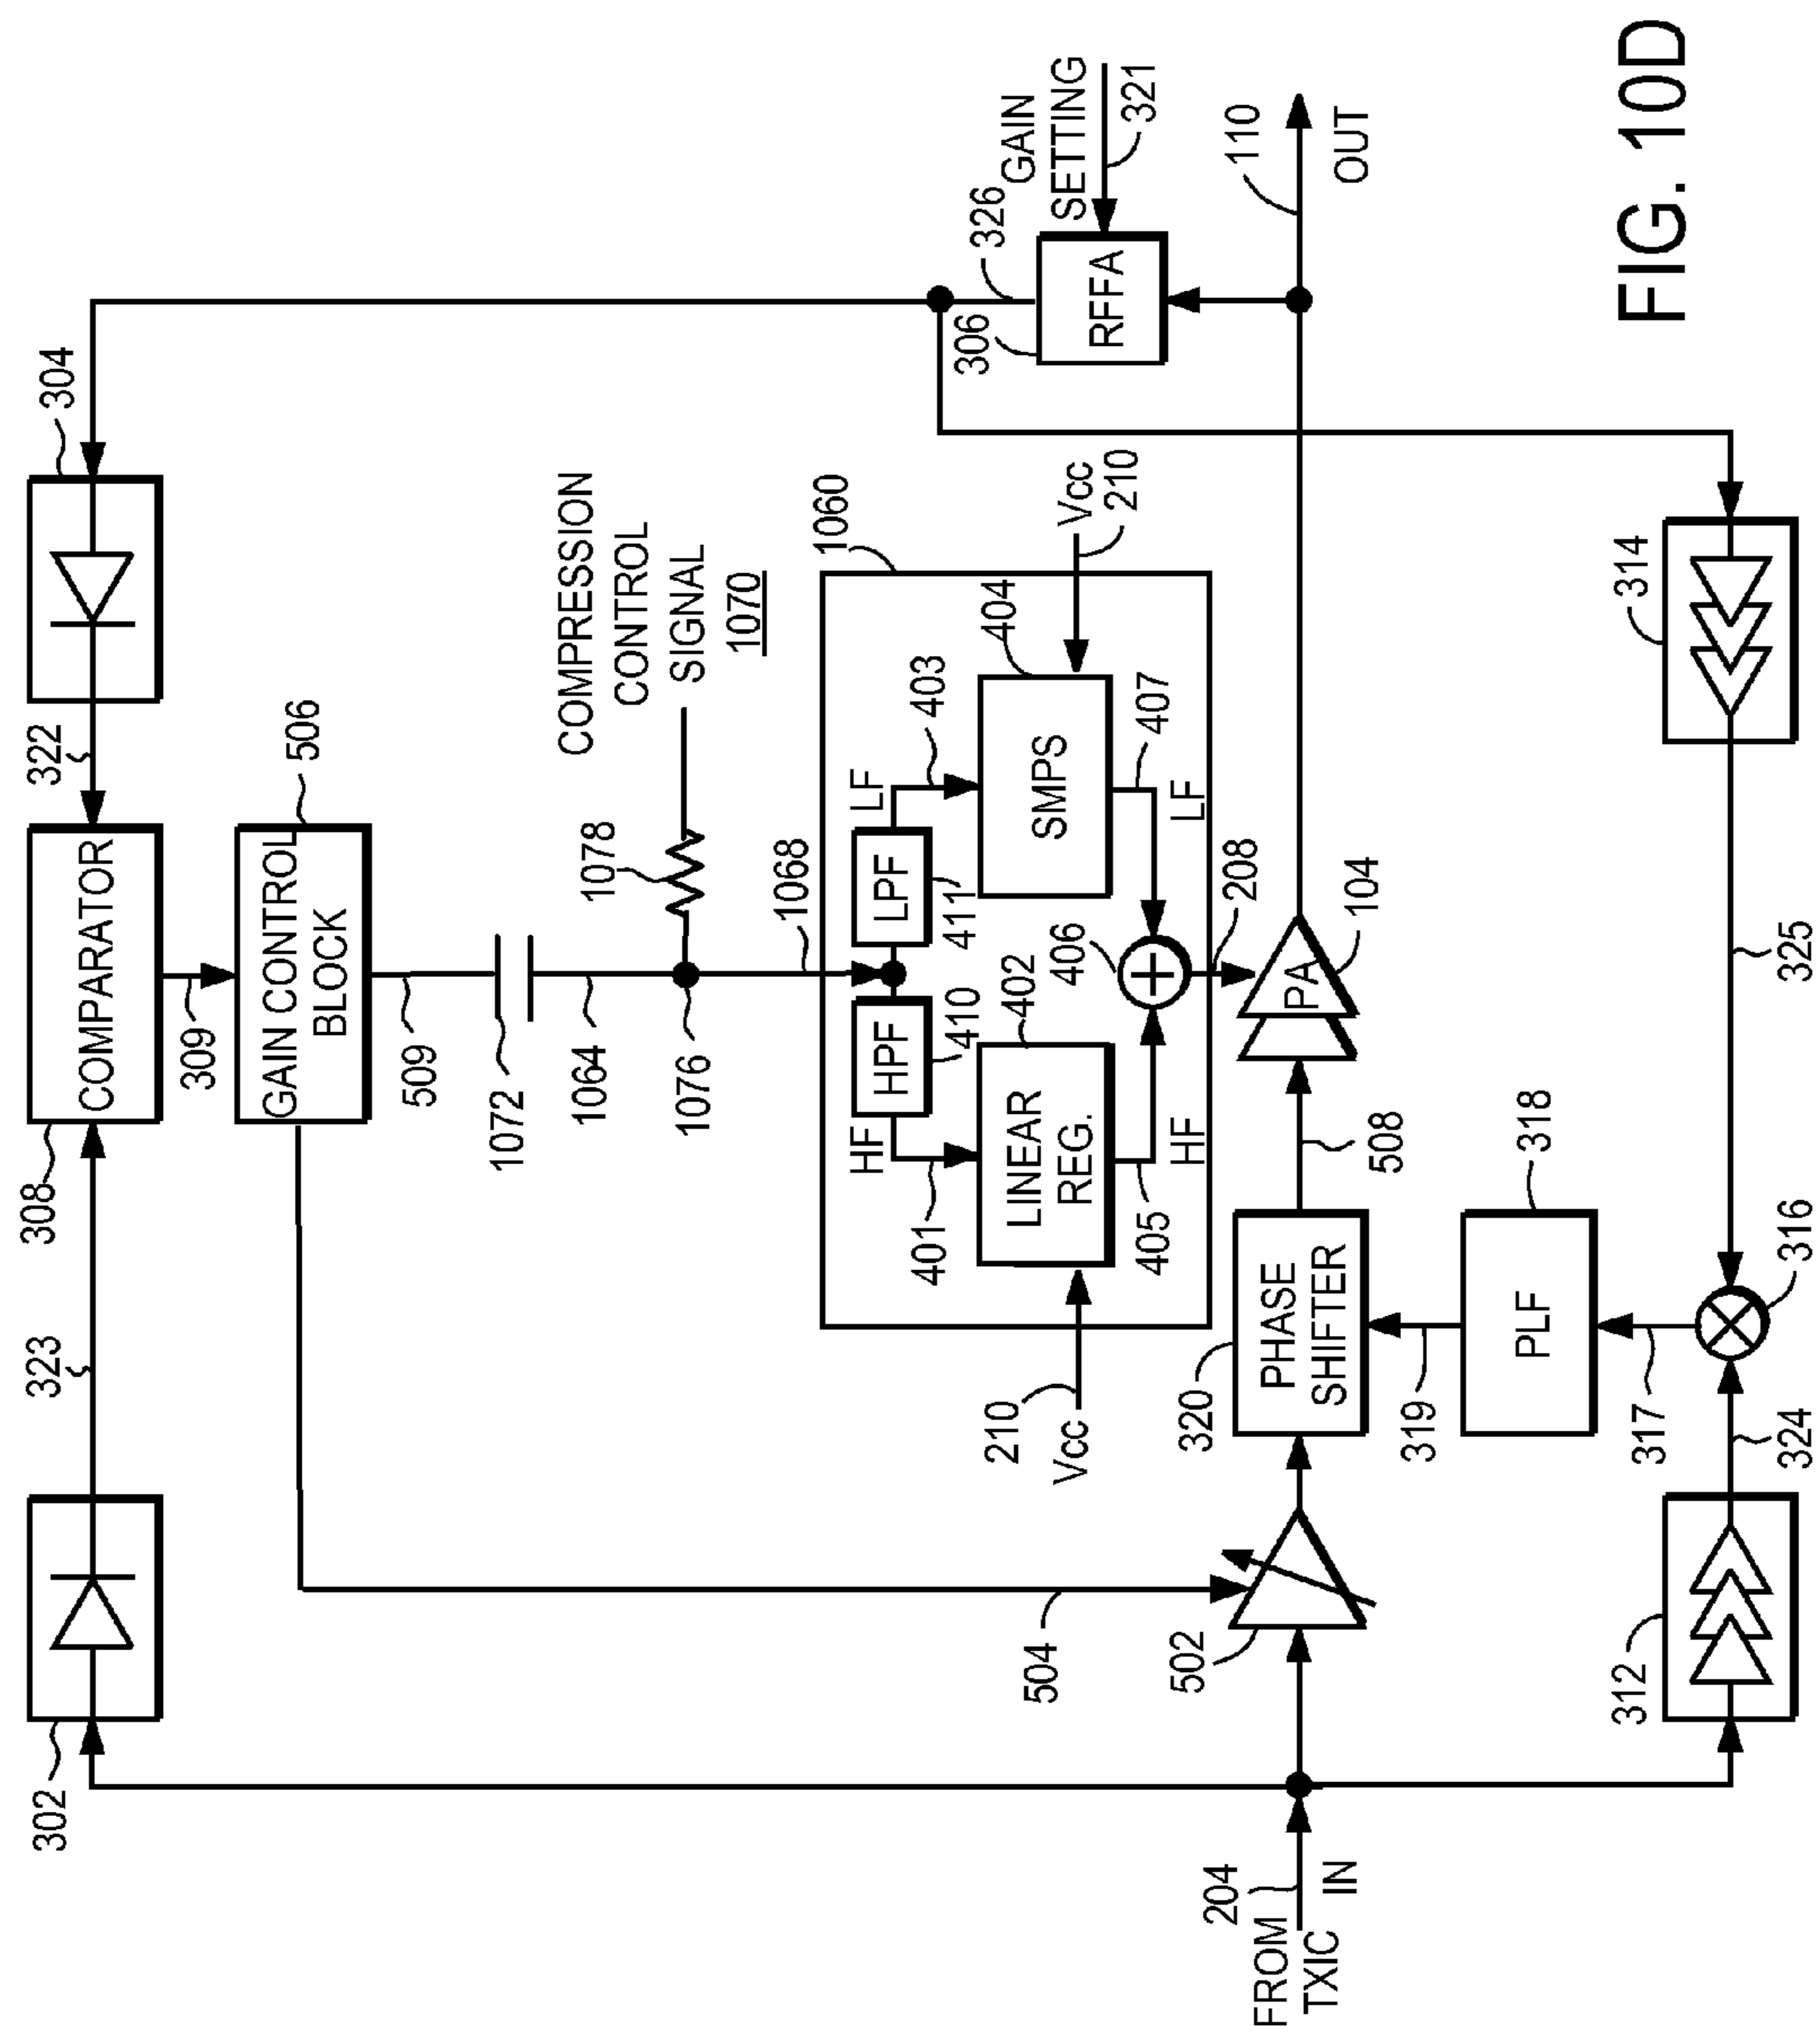 302
323
308
COMPARATOR
322
304
309
506
GAIN CONTROL
BLOCK
509
1072
1064
1076
1078
COMPRESSION
CONTROL
SIGNAL
1070
1068
1060
HF
HPF
410
LPF
411
LF
403
401
LINEAR
REG.
402
SMPS
404
Vcc
210
210
Vcc
405
HF
406
407
LF
208
504
502
320
PHASE
SHIFTER
508
PA
104
306
RFFA
326
GAIN
SETTING
321
110
OUT
204
FROM
TXIC
IN
319
PLF
318
317
316
312
324
325
314
FIG. 10D